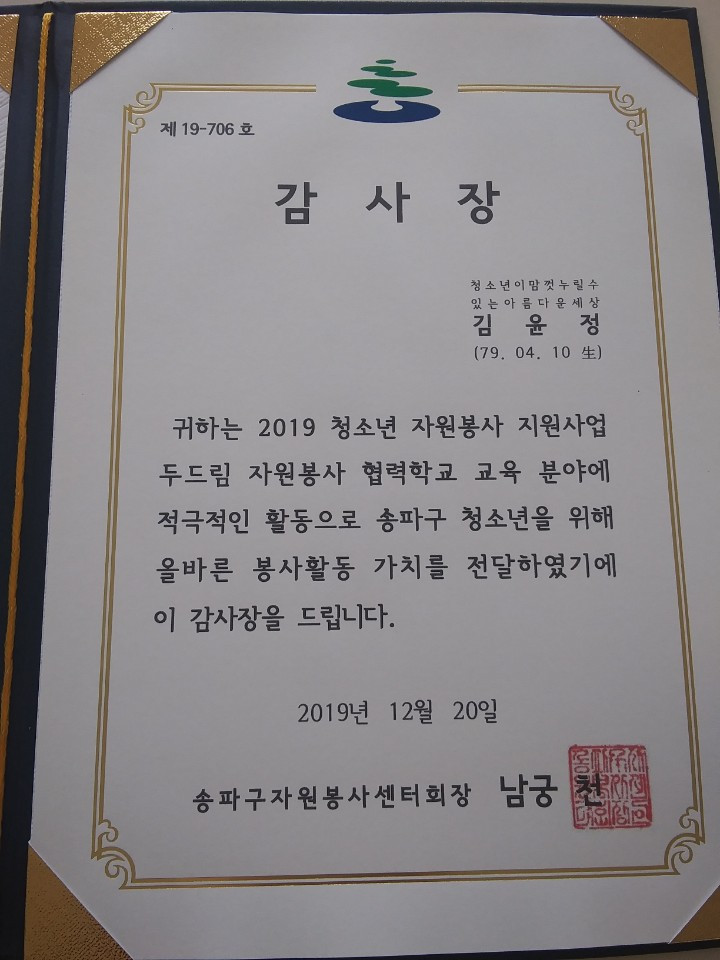 제 19-706 호
감 사 장
청소년이맘껏누릴수
있는아름다운세상
김 윤 정
(79. 04. 10 生)
귀하는 2019 청소년 자원봉사 지원사업
두드림 자원봉사 협력학교 교육 분야에
적극적인 활동으로 송파구 청소년을 위해
올바른 봉사활동 가치를 전달하였기에
이 감사장을 드립니다.
2019년 12월 20일
송파구자원봉사센터회장 남궁 천